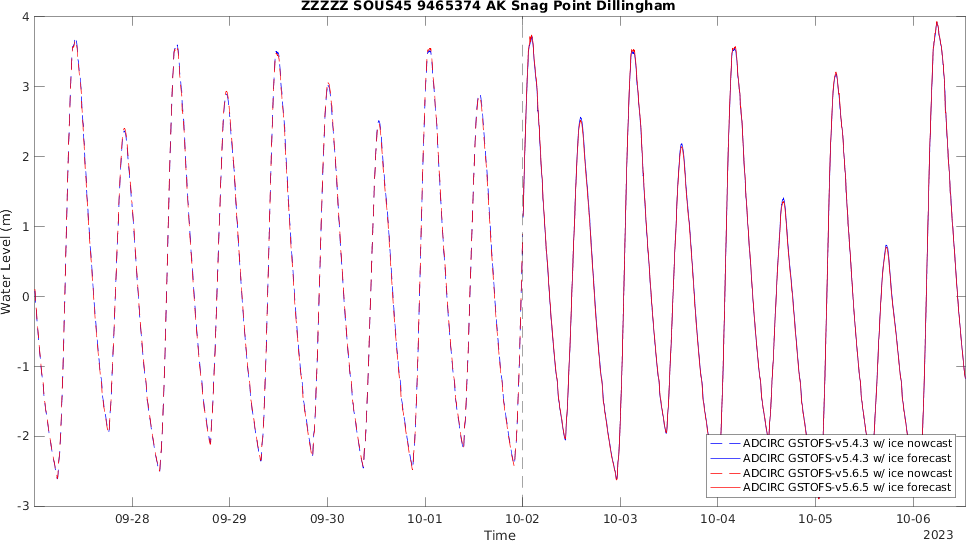 ZZZZZ SOUS45 9465374 AK Snag Point Dillingham
Water Level (m)
4
3
2
1
0
-1
-2
-3
09-28
09-29
09-30
10-01
10-02
10-03
10-04
10-05
10-06
Time
2023
ADCIRC GSTOFS-v5.4.3 w/ ice nowcast
ADCIRC GSTOFS-v5.4.3 w/ ice forecast
ADCIRC GSTOFS-v5.6.5 w/ ice nowcast
ADCIRC GSTOFS-v5.6.5 w/ ice forecast